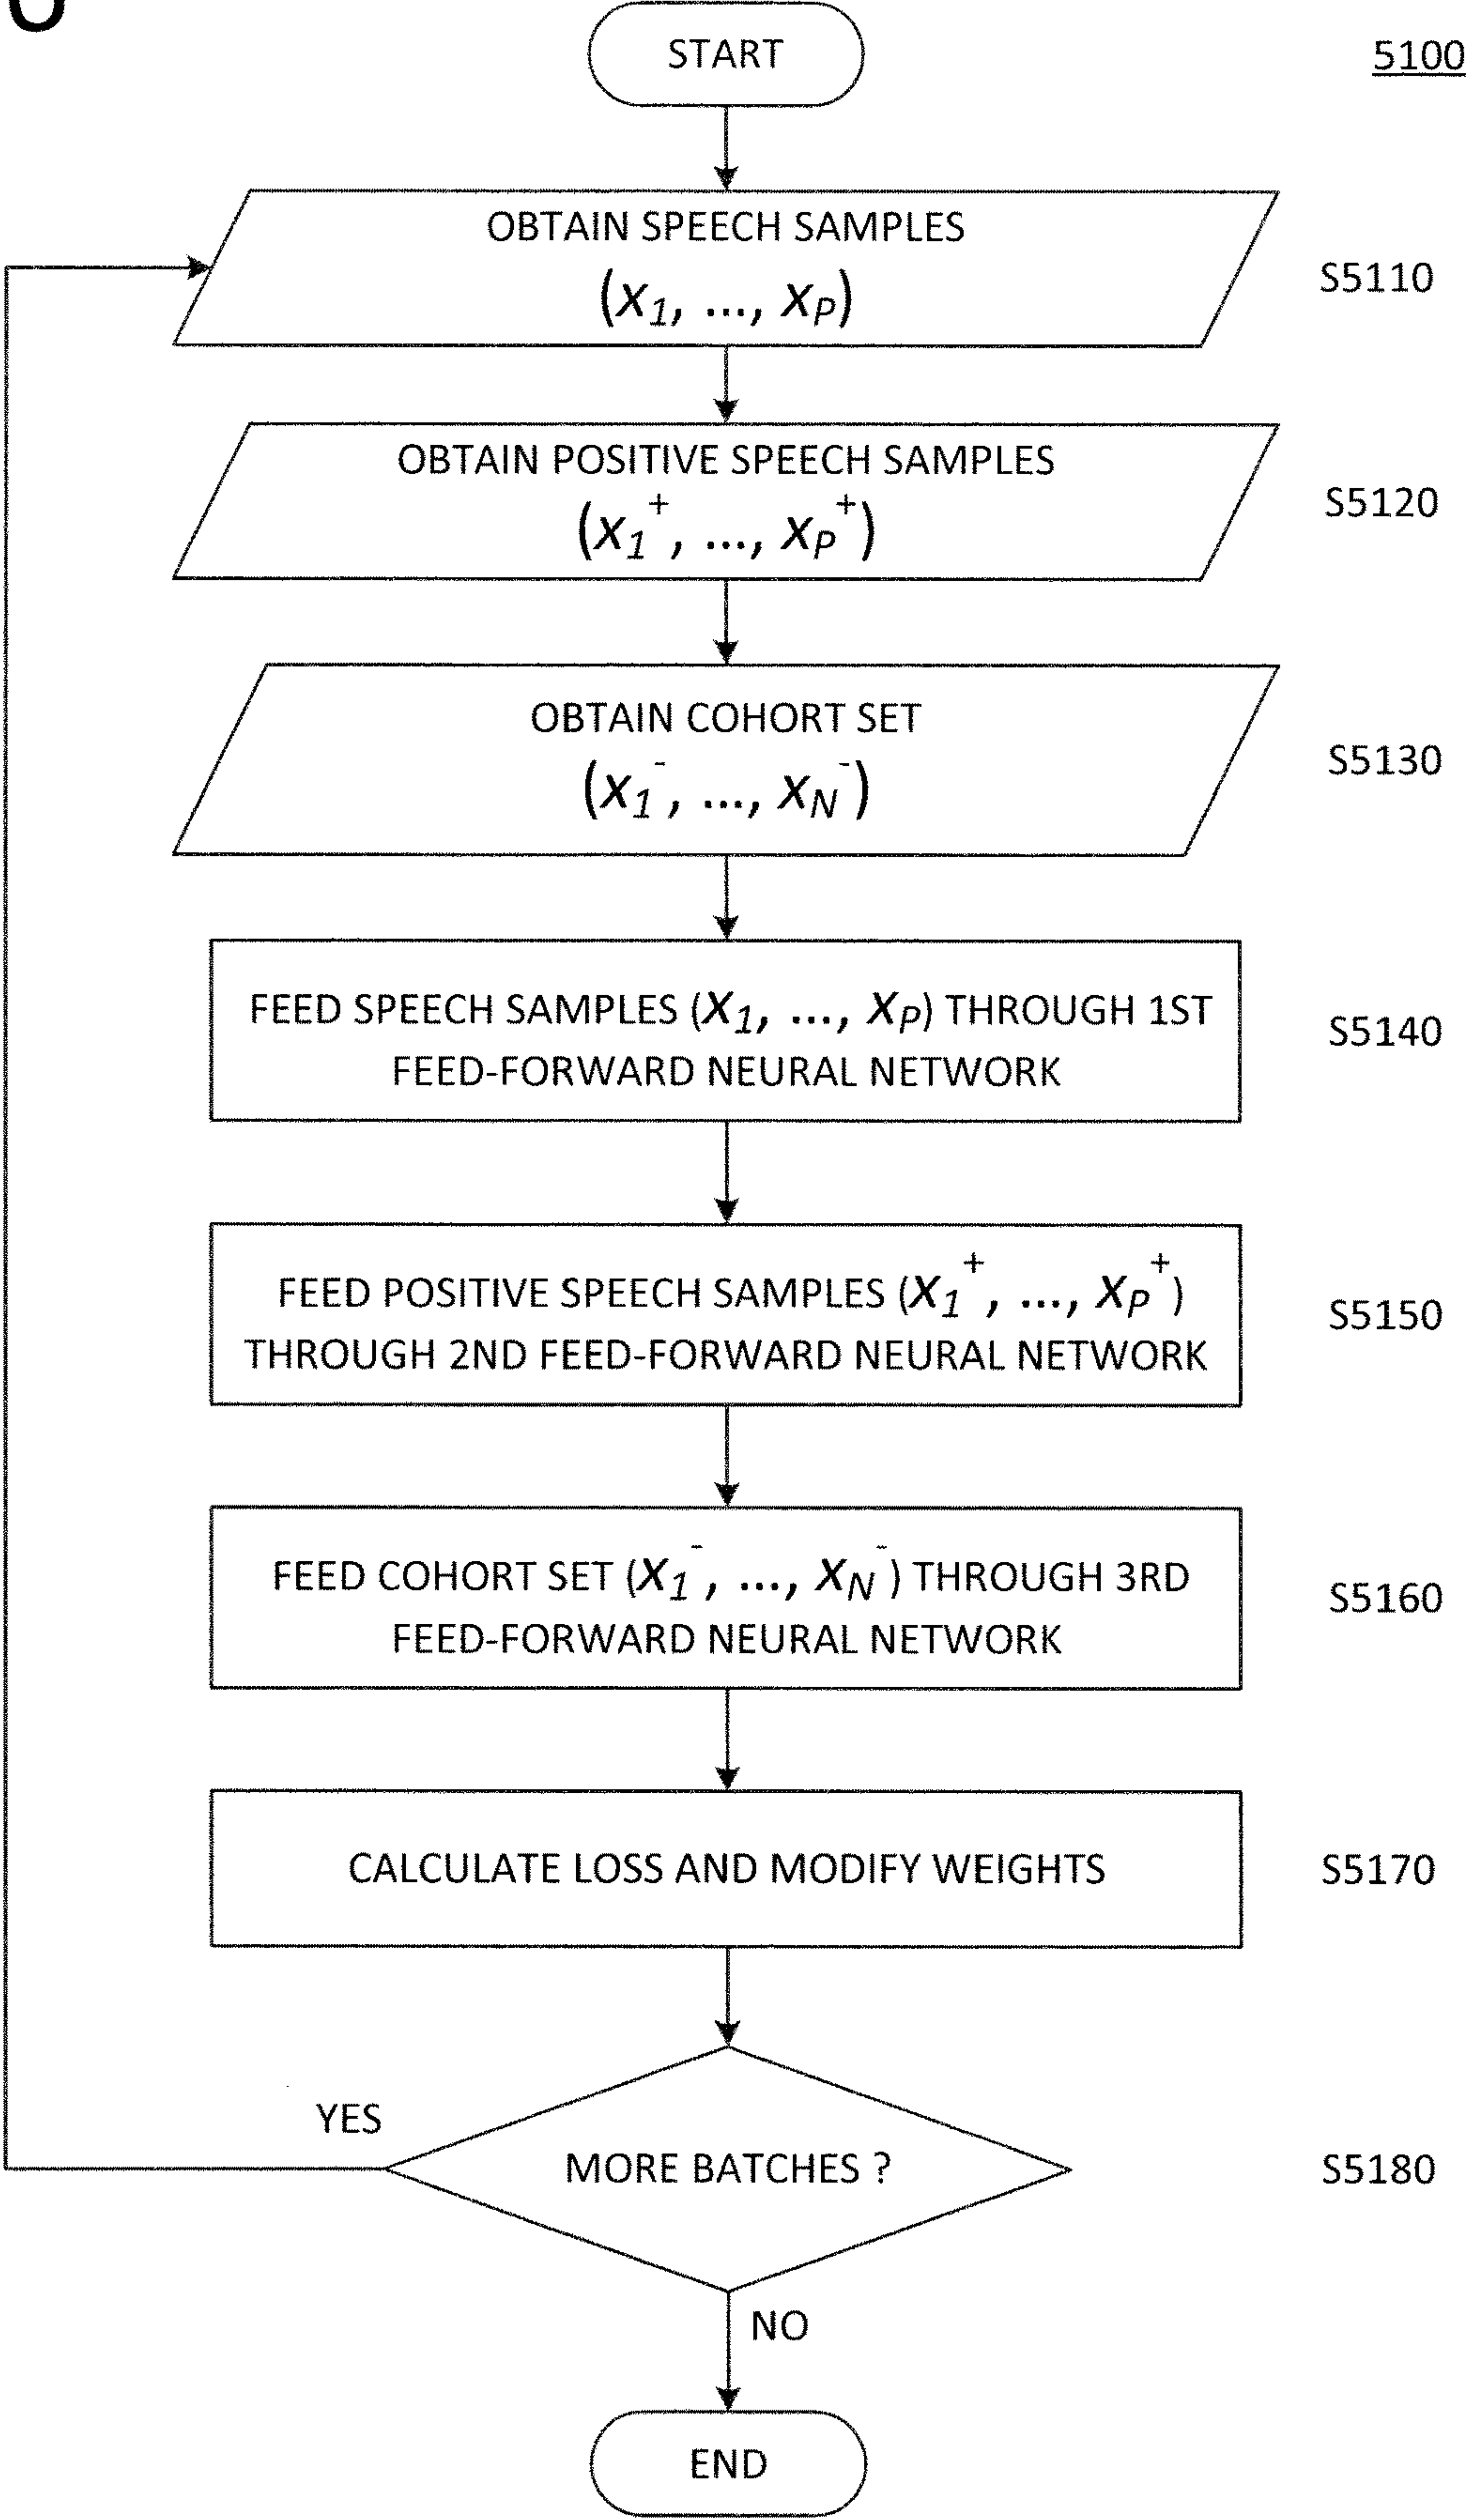 START
5100
OBTAIN SPEECH SAMPLES
(x1, ..., xP)
S5110
OBTAIN POSITIVE SPEECH SAMPLES
(x1+, ..., xP+)
S5120
OBTAIN COHORT SET
(x1-, ..., xN-)
S5130
FEED SPEECH SAMPLES (x1, ..., xP) THROUGH 1ST
FEED-FORWARD NEURAL NETWORK
S5140
FEED POSITIVE SPEECH SAMPLES (x1+, ..., xP+)
THROUGH 2ND FEED-FORWARD NEURAL NETWORK
S5150
FEED COHORT SET (x1-, ..., xN-) THROUGH 3RD
FEED-FORWARD NEURAL NETWORK
S5160
CALCULATE LOSS AND MODIFY WEIGHTS
S5170
YES
MORE BATCHES ?
S5180
NO
END